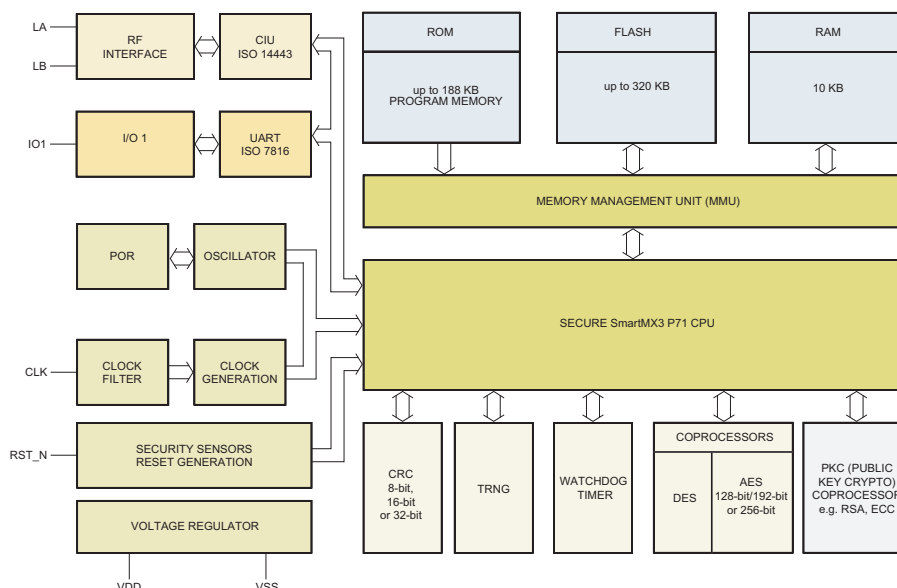 LA
LB
RF
INTERFACE
CIU
ISO 14443
IO1
I/O 1
UART
ISO 7816
ROM
up to 188 KB
PROGRAM MEMORY
FLASH
up to 320 KB
RAM
10 KB
MEMORY MANAGEMENT UNIT (MMU)
POR
OSCILLATOR
SECURE SmartMX3 P71 CPU
CLK
CLOCK
FILTER
CLOCK
GENERATION
RST_N
SECURITY SENSORS
RESET GENERATION
VOLTAGE REGULATOR
VDD
VSS
CRC
8-bit,
16-bit
or 32-bit
TRNG
WATCHDOG
TIMER
COPROCESSORS
DES
AES
128-bit/192-bit
or 256-bit
PKC (PUBLIC
KEY CRYPTO)
COPROCESSOR
e.g. RSA, ECC